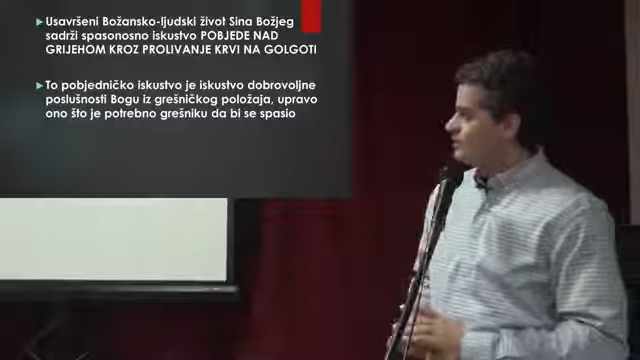 Usavršeni Božansko-ljudski život Sina Božjeg
sadrži spasonosno iskustvo POBJEDE NAD
GRIJEHOM KROZ PROLIVANJE KRVI NA GOLGOTI
To pobjedničko iskustvo je iskustvo dobrovoljne
poslušnosti Bogu iz grešničkog položaja, upravo
ono što je potrebno grešniku da bi se spasio